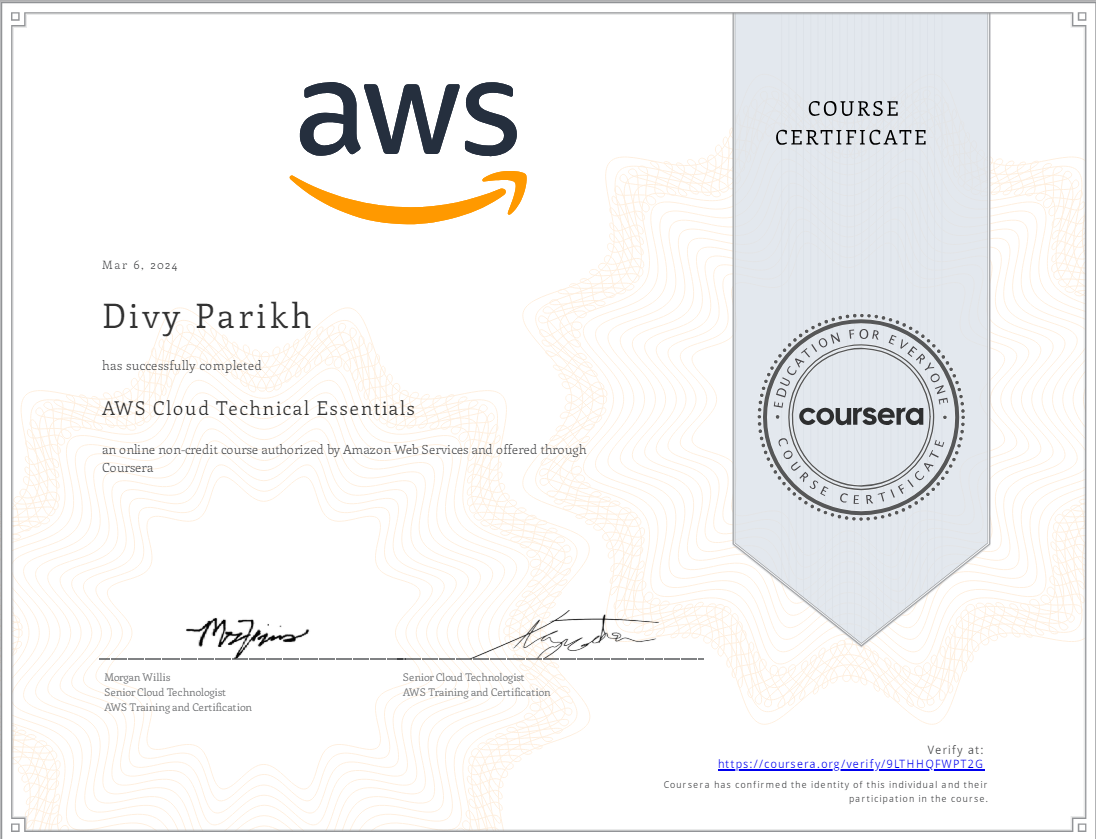 aws
COURSE
CERTIFICATE
Mar 6, 2024
Divy Parikh
has successfully completed
AWS Cloud Technical Essentials
an online non-credit course authorized by Amazon Web Services and offered through
Coursera
EDUCATION FOR EVERYONE
coursera
COURSE CERTIFICATE
Morgan Willis
Senior Cloud Technologist
AWS Training and Certification
Senior Cloud Technologist
AWS Training and Certification
Verify at:
https://coursera.org/verify/9LTHHQFWPT2G
Coursera has confirmed the identity of this individual and their
participation in the course.